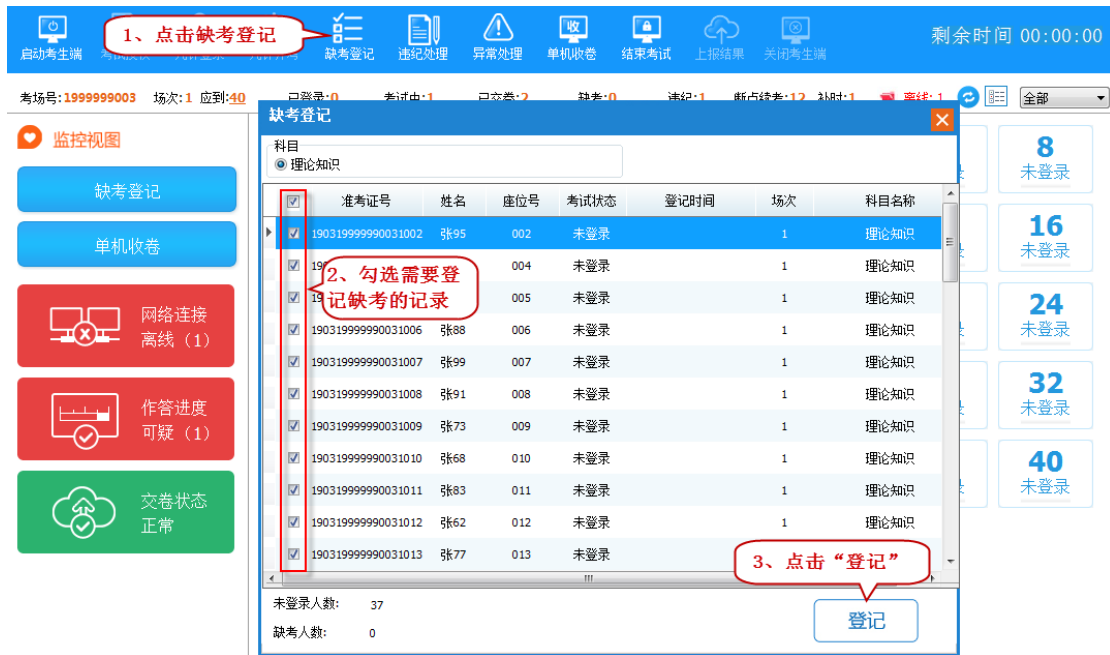 启动考生端
1、点击缺考登记
缺考登记
违纪处理
异常处理
单机收卷
结束考试
上报结果
关闭考生端
剩余时间 00:00:00
考场号:1999999003 场次:1 应到:40 已登录:0 考试中:1 已交卷:2 缺考:0 违纪:1 断点续考:12 补时:1 离线:1 全部
监控视图
缺考登记
单机收卷
网络连接
离线（1）
作答进度
可疑（1）
交卷状态
正常
缺考登记
科目
理论知识
准考证号 姓名 座位号 考试状态 登记时间 场次 科目名称
190319999990031002 张95 002 未登录 1 理论知识
004 未登录 1 理论知识
005 未登录 1 理论知识
2、勾选需要登
记缺考的记录
190319999990031006 张88 006 未登录 1 理论知识
190319999990031007 张99 007 未登录 1 理论知识
190319999990031008 张91 008 未登录 1 理论知识
190319999990031009 张73 009 未登录 1 理论知识
190319999990031010 张68 010 未登录 1 理论知识
190319999990031011 张83 011 未登录 1 理论知识
190319999990031012 张62 012 未登录 1 理论知识
190319999990031013 张77 013 未登录
3、点击“登记”
未登录人数: 37
缺考人数: 0
登记
8
未登录
16
未登录
24
未登录
32
未登录
40
未登录